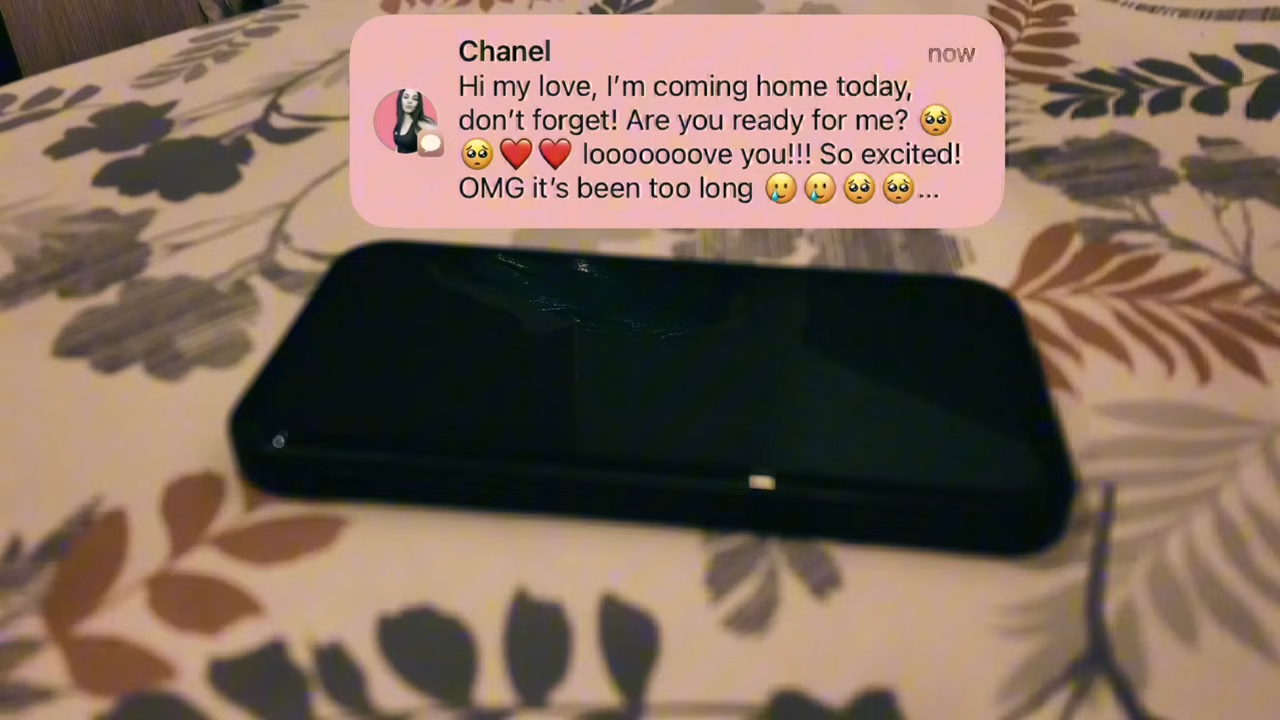 Chanel
now
Hi my love, I’m coming home today,
don’t forget! Are you ready for me? 🥺
🥺❤️❤️ looooooove you!!! So excited!
OMG it’s been too long 🥲🥲🥺🥺...